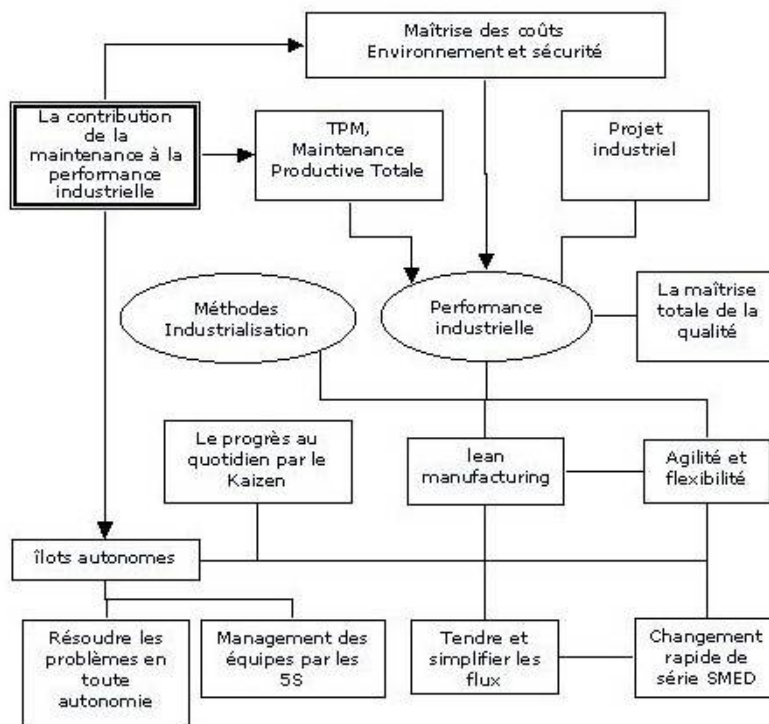 Maîtrise des coûts
Environnement et sécurité
La contribution
de la
maintenance à la
performance
industrielle
TPM,
Maintenance
Productive Totale
Projet
industriel
Méthodes
Industrialisation
Performance
industrielle
La maîtrise
totale de la
qualité
Le progrès au
quotidien par le
Kaizen
lean
manufacturing
Agilité et
flexibilité
îlots autonomes
Résoudre les
problèmes en
toute
autonomie
Management des
équipes par les
5S
Tendre et
simplifier les
flux
Changement
rapide de
série SMED